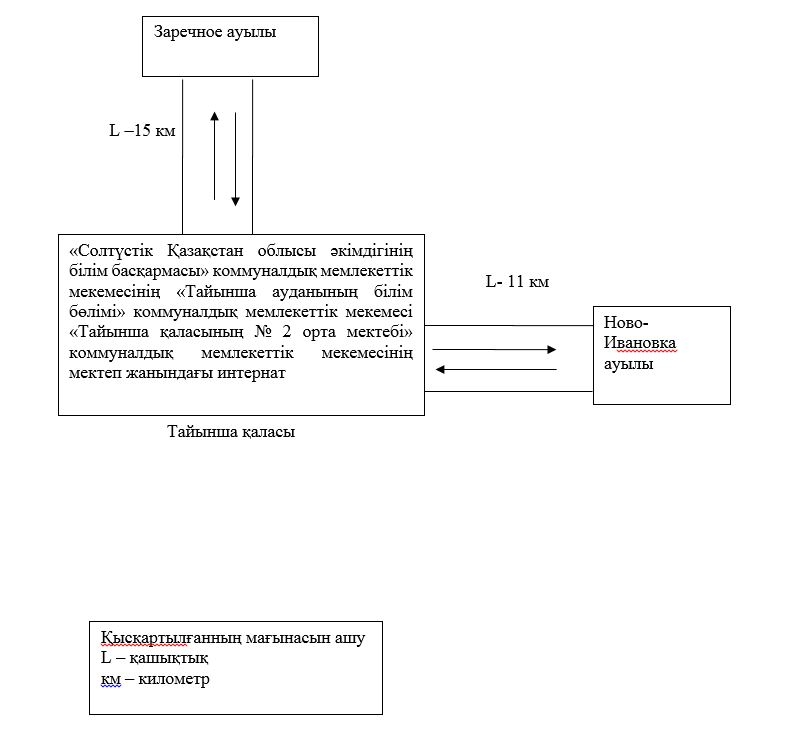 Заречное ауылы
L –15 км
«Солтүстік Қазақстан облысы әкімдігінің
білім басқармасы» коммуналдық мемлекеттік
мекемесінің «Тайынша ауданының білім
бөлімі» коммуналдық мемлекеттік мекемесі
«Тайынша қаласының № 2 орта мектебі»
коммуналдық мемлекеттік мекемесінің
мектеп жанындағы интернат
L- 11 км
Ново-
Ивановка
ауылы
Тайынша қаласы
Қысқартылғанның мағынасын ашу
L – қашықтық
км – километр